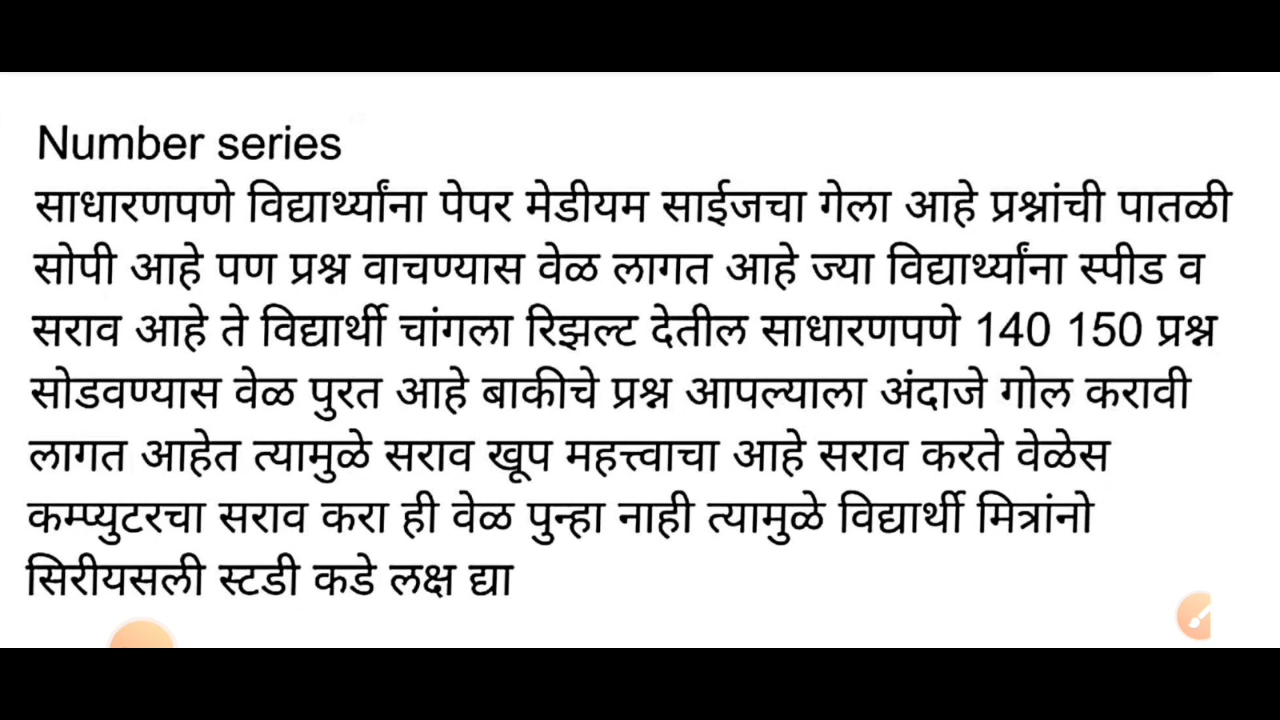 Number series
साधारणपणे विद्यार्थ्यांना पेपर मेडीयम साईजचा गेला आहे प्रश्नांची पातळी
सोपी आहे पण प्रश्न वाचण्यास वेळ लागत आहे ज्या विद्यार्थ्यांना स्पीड व
सराव आहे ते विद्यार्थी चांगला रिझल्ट देतील साधारणपणे 140 150 प्रश्न
सोडवण्यास वेळ पुरत आहे बाकीचे प्रश्न आपल्याला अंदाजे गोल करावी
लागत आहेत त्यामुळे सराव खूप महत्त्वाचा आहे सराव करते वेळेस
कम्प्युटरचा सराव करा ही वेळ पुन्हा नाही त्यामुळे विद्यार्थी मित्रांनो
सिरीयसली स्टडी कडे लक्ष द्या